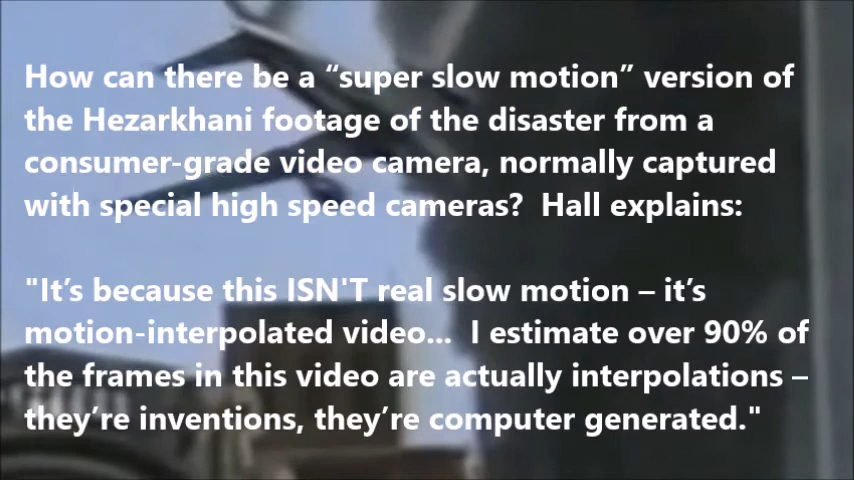 How can there be a “super slow motion” version of
the Hezarkhani footage of the disaster from a
consumer-grade video camera, normally captured
with special high speed cameras?  Hall explains:
"It’s because this ISN'T real slow motion – it’s
motion-interpolated video...  I estimate over 90% of
the frames in this video are actually interpolations –
they’re inventions, they’re computer generated."